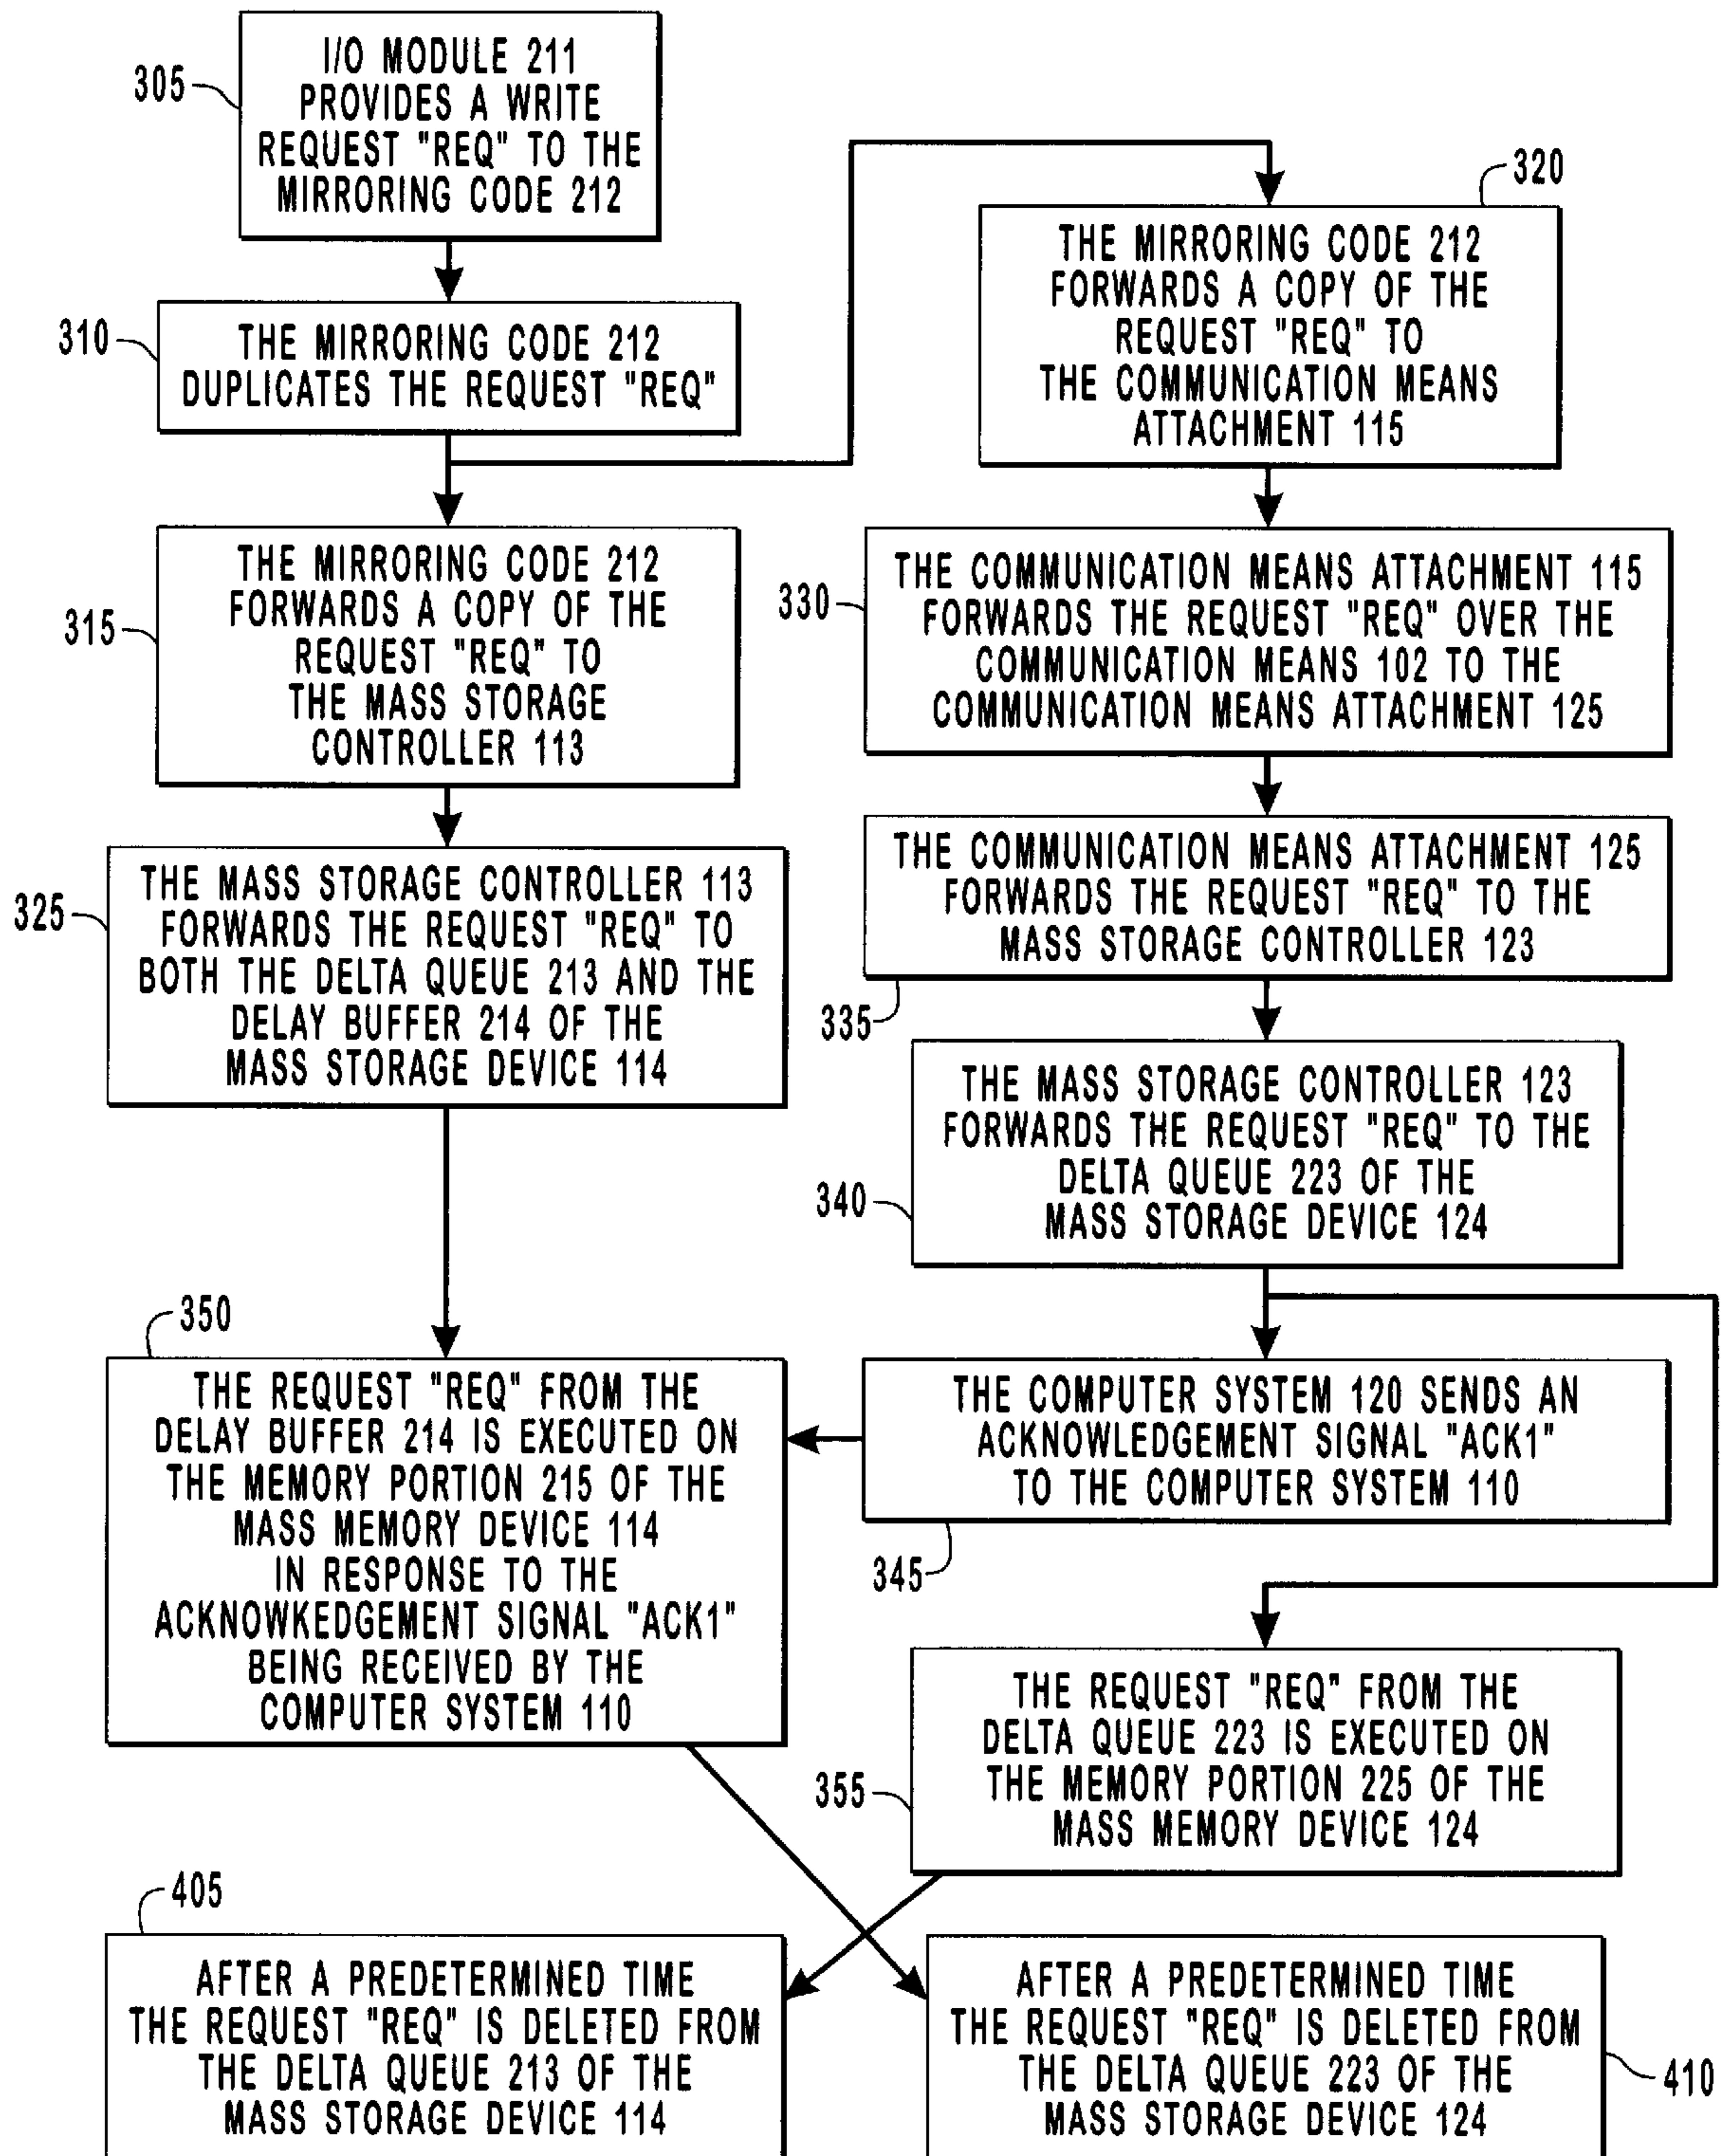 305
I/O MODULE 211
PROVIDES A WRITE
REQUEST "REQ" TO THE
MIRRORING CODE 212
310
THE MIRRORING CODE 212
DUPLICATES THE REQUEST "REQ"
315
THE MIRRORING CODE 212
FORWARDS A COPY OF THE
REQUEST "REQ" TO
THE MASS STORAGE
CONTROLLER 113
320
THE MIRRORING CODE 212
FORWARDS A COPY OF THE
REQUEST "REQ" TO
THE COMMUNICATION MEANS
ATTACHMENT 115
325
THE MASS STORAGE CONTROLLER 113
FORWARDS THE REQUEST "REQ" TO
BOTH THE DELTA QUEUE 213 AND THE
DELAY BUFFER 214 OF THE
MASS STORAGE DEVICE 114
330
THE COMMUNICATION MEANS ATTACHMENT 115
FORWARDS THE REQUEST "REQ" OVER THE
COMMUNICATION MEANS 102 TO THE
COMMUNICATION MEANS ATTACHMENT 125
THE COMMUNICATION MEANS ATTACHMENT 125
FORWARDS THE REQUEST "REQ" TO THE
MASS STORAGE CONTROLLER 123
335
340
THE MASS STORAGE CONTROLLER 123
FORWARDS THE REQUEST "REQ" TO THE
DELTA QUEUE 223 OF THE
MASS STORAGE DEVICE 124
THE COMPUTER SYSTEM 120 SENDS AN
ACKNOWLEDGEMENT SIGNAL "ACK1"
TO THE COMPUTER SYSTEM 110
345
350
THE REQUEST "REQ" FROM THE
DELAY BUFFER 214 IS EXECUTED ON
THE MEMORY PORTION 215 OF THE
MASS MEMORY DEVICE 114
IN RESPONSE TO THE
ACKNOWKEDGEMENT SIGNAL "ACK1"
BEING RECEIVED BY THE
COMPUTER SYSTEM 110
355
THE REQUEST "REQ" FROM THE
DELTA QUEUE 223 IS EXECUTED ON
THE MEMORY PORTION 225 OF THE
MASS MEMORY DEVICE 124
405
AFTER A PREDETERMINED TIME
THE REQUEST "REQ" IS DELETED FROM
THE DELTA QUEUE 213 OF THE
MASS STORAGE DEVICE 114
AFTER A PREDETERMINED TIME
THE REQUEST "REQ" IS DELETED FROM
THE DELTA QUEUE 223 OF THE
MASS STORAGE DEVICE 124
410